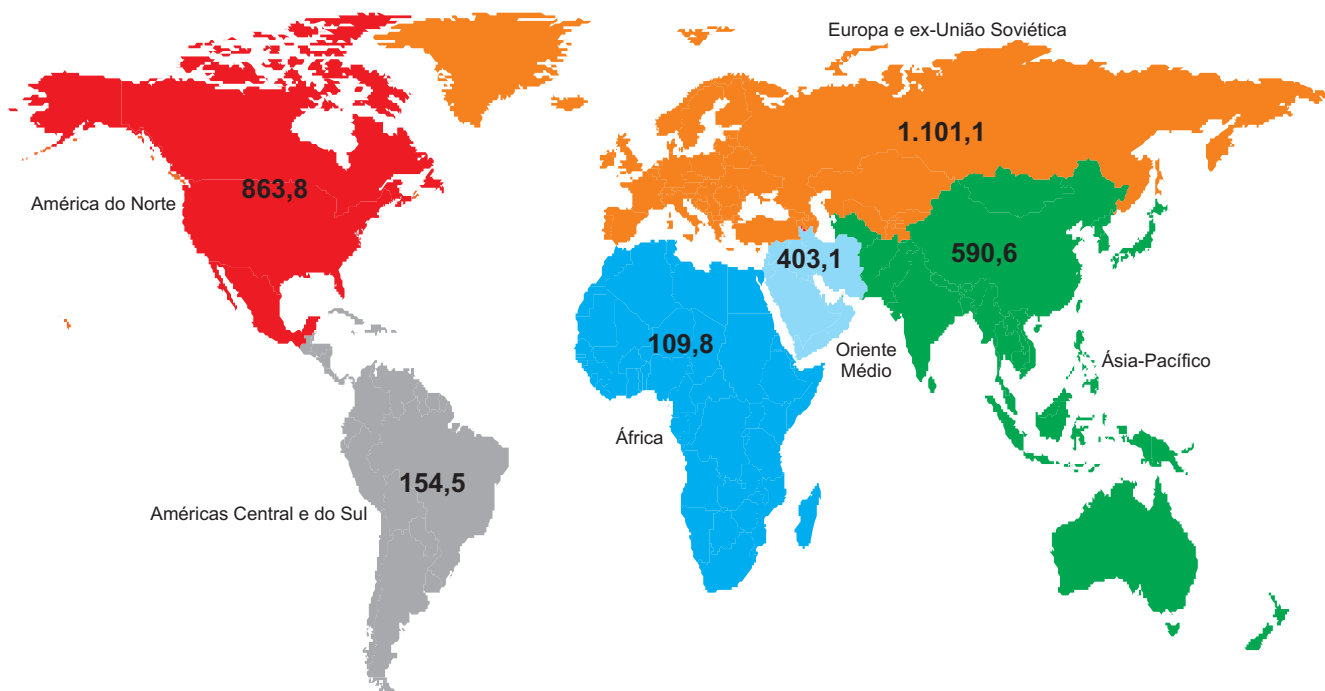 Europa e ex-União Soviética
1.101,1
863,8
América do Norte
403,1
590,6
109,8
Oriente
Médio
Ásia-Pacífico
África
154,5
Américas Central e do Sul